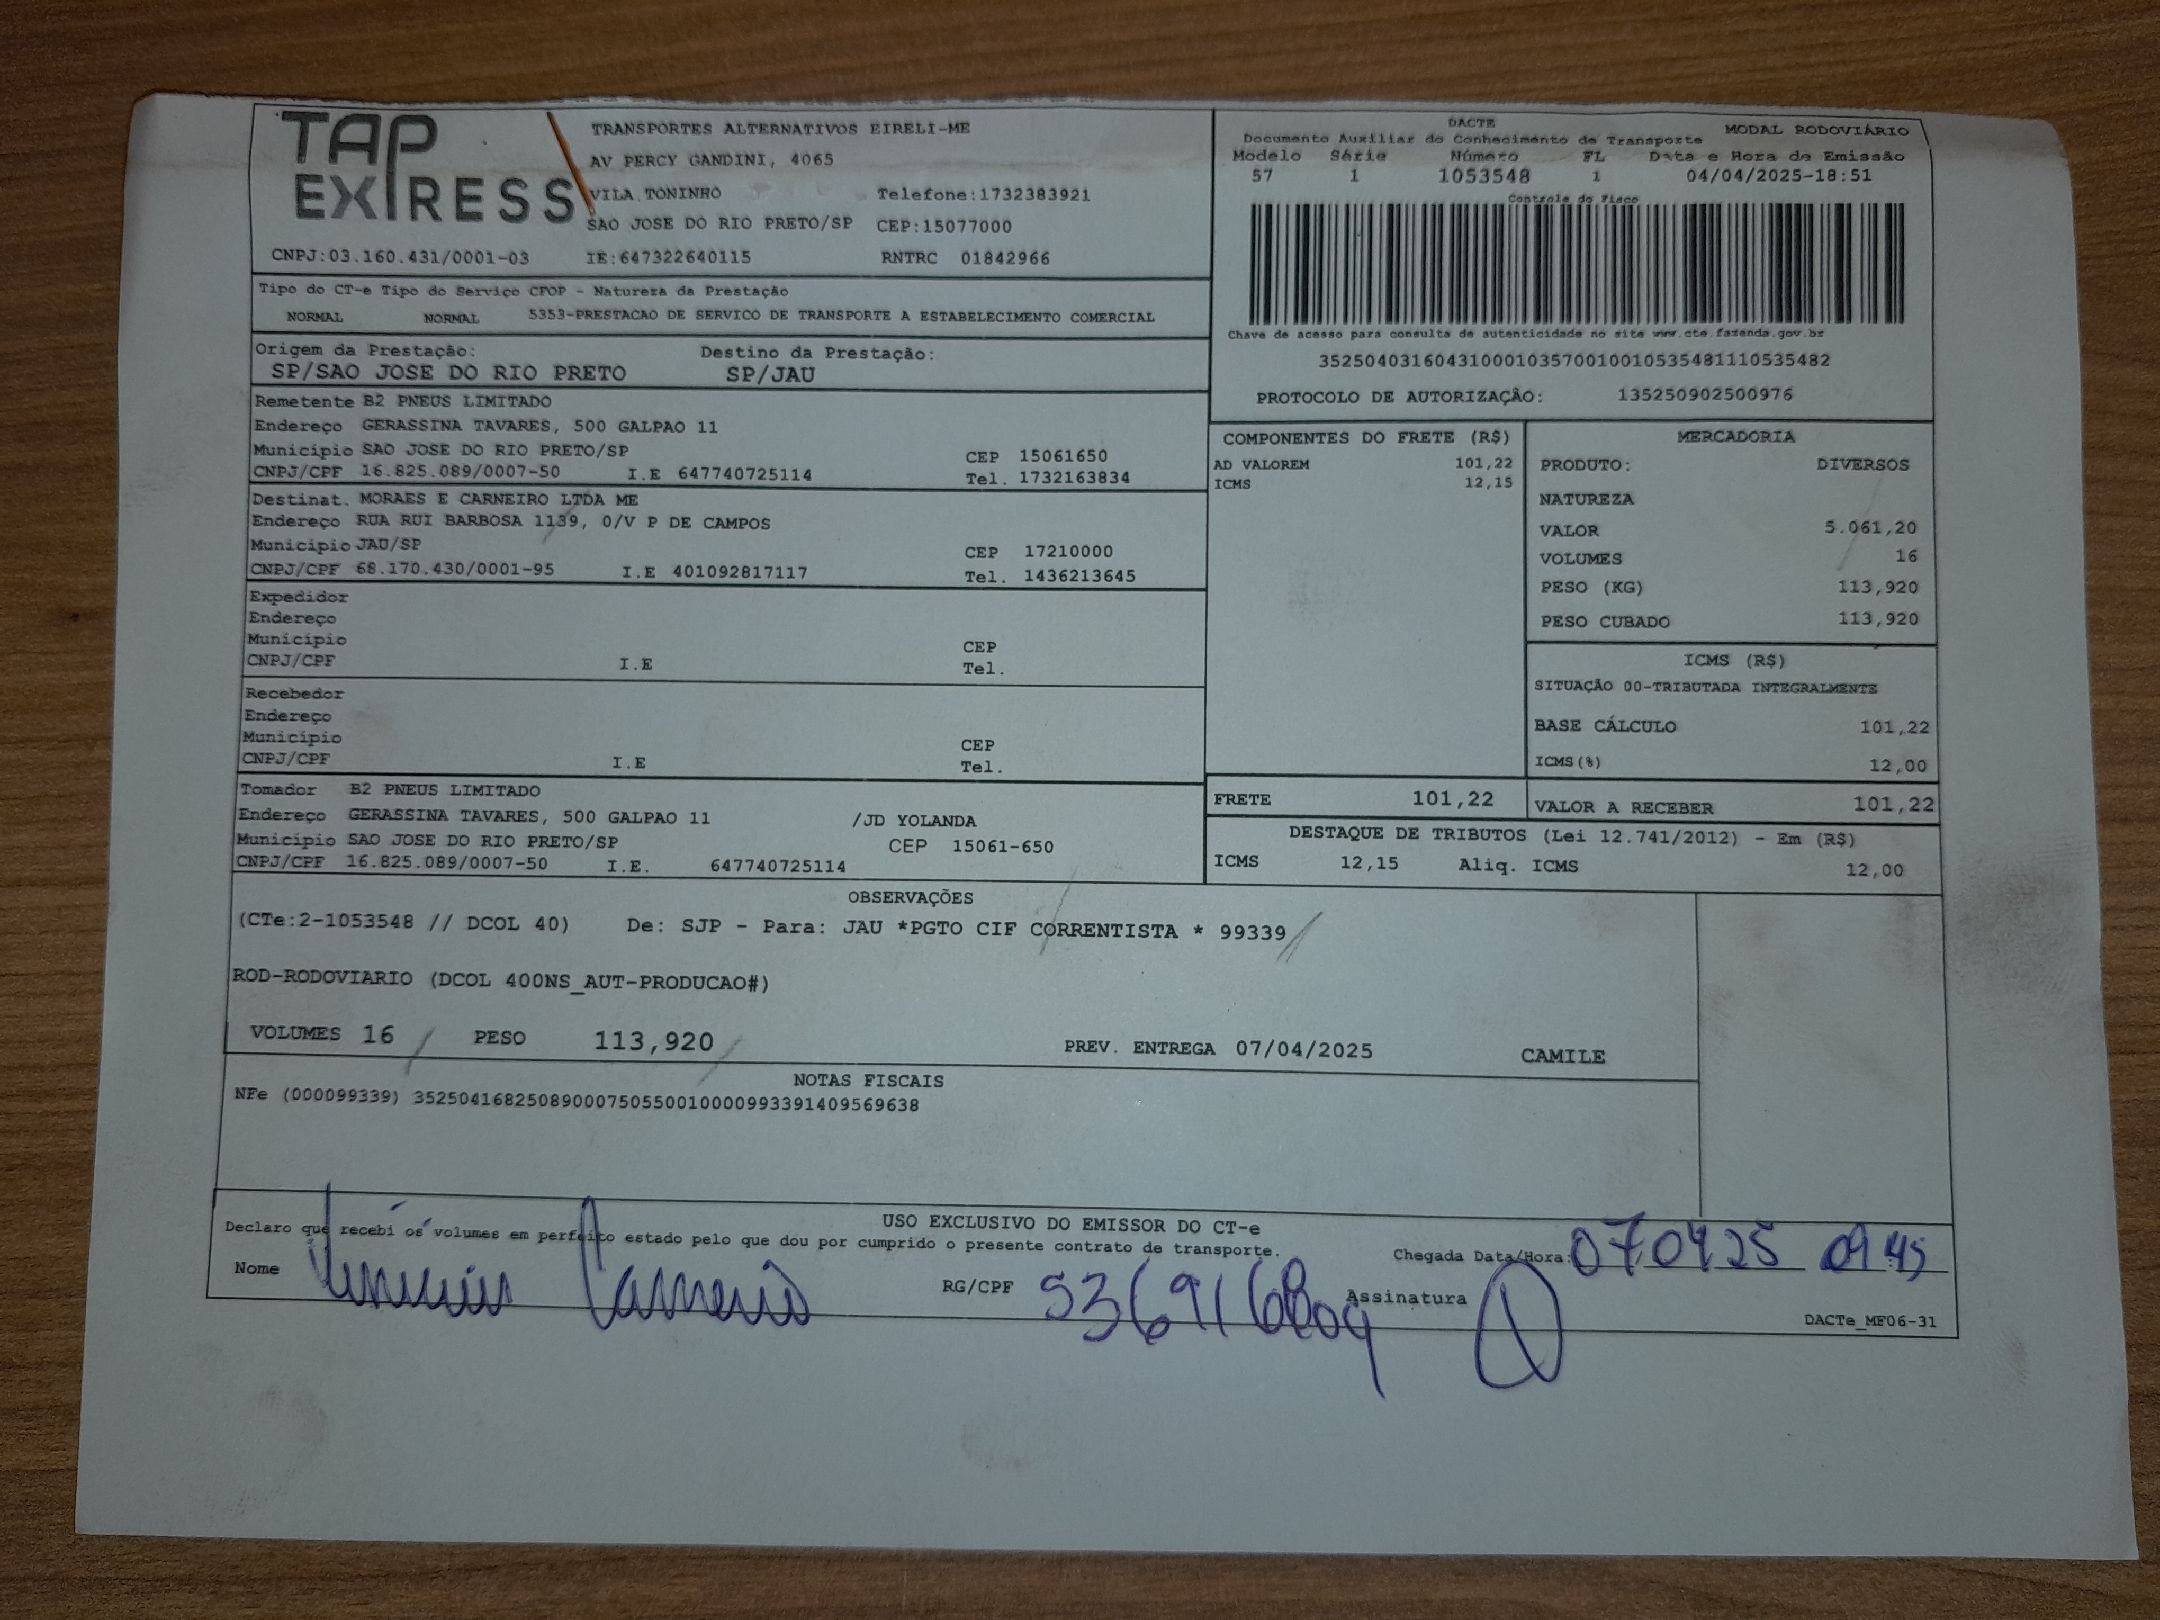 TAP
EXPRESS
TRANSPORTES ALTERNATIVOS EIRELI-ME
AV PERCY GANDINI, 4065
VILA TONINHO Telefone:1732383921
SAO JOSE DO RIO PRETO/SP CEP:15077000
CNPJ:03.160.431/0001-03 IE:647322640115 RNTRC 01842966
DACTE
Documento Auxiliar do Conhecimento de Transporte MODAL RODOVIÁRIO
Modelo Série Número FL Data e Hora de Emissão
57 1 1053548 1 04/04/2025-18:51
Controle do Fisco
Chave de acesso para consulta de autenticidade no site www.cte.fazenda.gov.br
35250403160431000103570010010535481110535482
PROTOCOLO DE AUTORIZAÇÃO: 135250902500976
Tipo do CT-e Tipo do Serviço CFOP - Natureza da Prestação
NORMAL NORMAL 5353-PRESTACAO DE SERVICO DE TRANSPORTE A ESTABELECIMENTO COMERCIAL
Origem da Prestação: Destino da Prestação:
SP/SAO JOSE DO RIO PRETO SP/JAU
Remetente B2 PNEUS LIMITADO
Endereço GERASSINA TAVARES, 500 GALPAO 11
Município SAO JOSE DO RIO PRETO/SP CEP 15061650
CNPJ/CPF 16.825.089/0007-50 I.E 647740725114 Tel. 1732163834
Destinat. MORAES E CARNEIRO LTDA ME
Endereço RUA RUI BARBOSA 1139, 0/V P DE CAMPOS
Município JAU/SP CEP 17210000
CNPJ/CPF 68.170.430/0001-95 I.E 401092817117 Tel. 1436213645
Expedidor
Endereço
Município CEP
CNPJ/CPF I.E Tel.
Recebedor
Endereço
Município CEP
CNPJ/CPF I.E Tel.
Tomador B2 PNEUS LIMITADO
Endereço GERASSINA TAVARES, 500 GALPAO 11 /JD YOLANDA
Município SAO JOSE DO RIO PRETO/SP CEP 15061-650
CNPJ/CPF 16.825.089/0007-50 I.E. 647740725114
COMPONENTES DO FRETE (R$)
AD VALOREM 101,22
ICMS 12,15
MERCADORIA
PRODUTO: DIVERSOS
NATUREZA
VALOR 5.061,20
VOLUMES 16
PESO (KG) 113,920
PESO CUBADO 113,920
ICMS (R$)
SITUAÇÃO 00-TRIBUTADA INTEGRALMENTE
BASE CÁLCULO 101,22
ICMS(%) 12,00
FRETE 101,22 VALOR A RECEBER 101,22
DESTAQUE DE TRIBUTOS (Lei 12.741/2012) - Em (R$)
ICMS 12,15 Aliq. ICMS 12,00
OBSERVAÇÕES
(CTe:2-1053548 // DCOL 40) De: SJP - Para: JAU *PGTO CIF CORRENTISTA * 99339
ROD-RODOVIARIO (DCOL 400NS_AUT-PRODUCAO#)
VOLUMES 16 PESO 113,920 PREV. ENTREGA 07/04/2025 CAMILE
NOTAS FISCAIS
NFe (000099339) 35250416825089000750550010000993391409569638
USO EXCLUSIVO DO EMISSOR DO CT-e
Declaro que recebi os volumes em perfeito estado pelo que dou por cumprido o presente contrato de transporte. Chegada Data/Hora: 070425 0945
Nome Carneiro RG/CPF Assinatura
DACTe_MF06-31